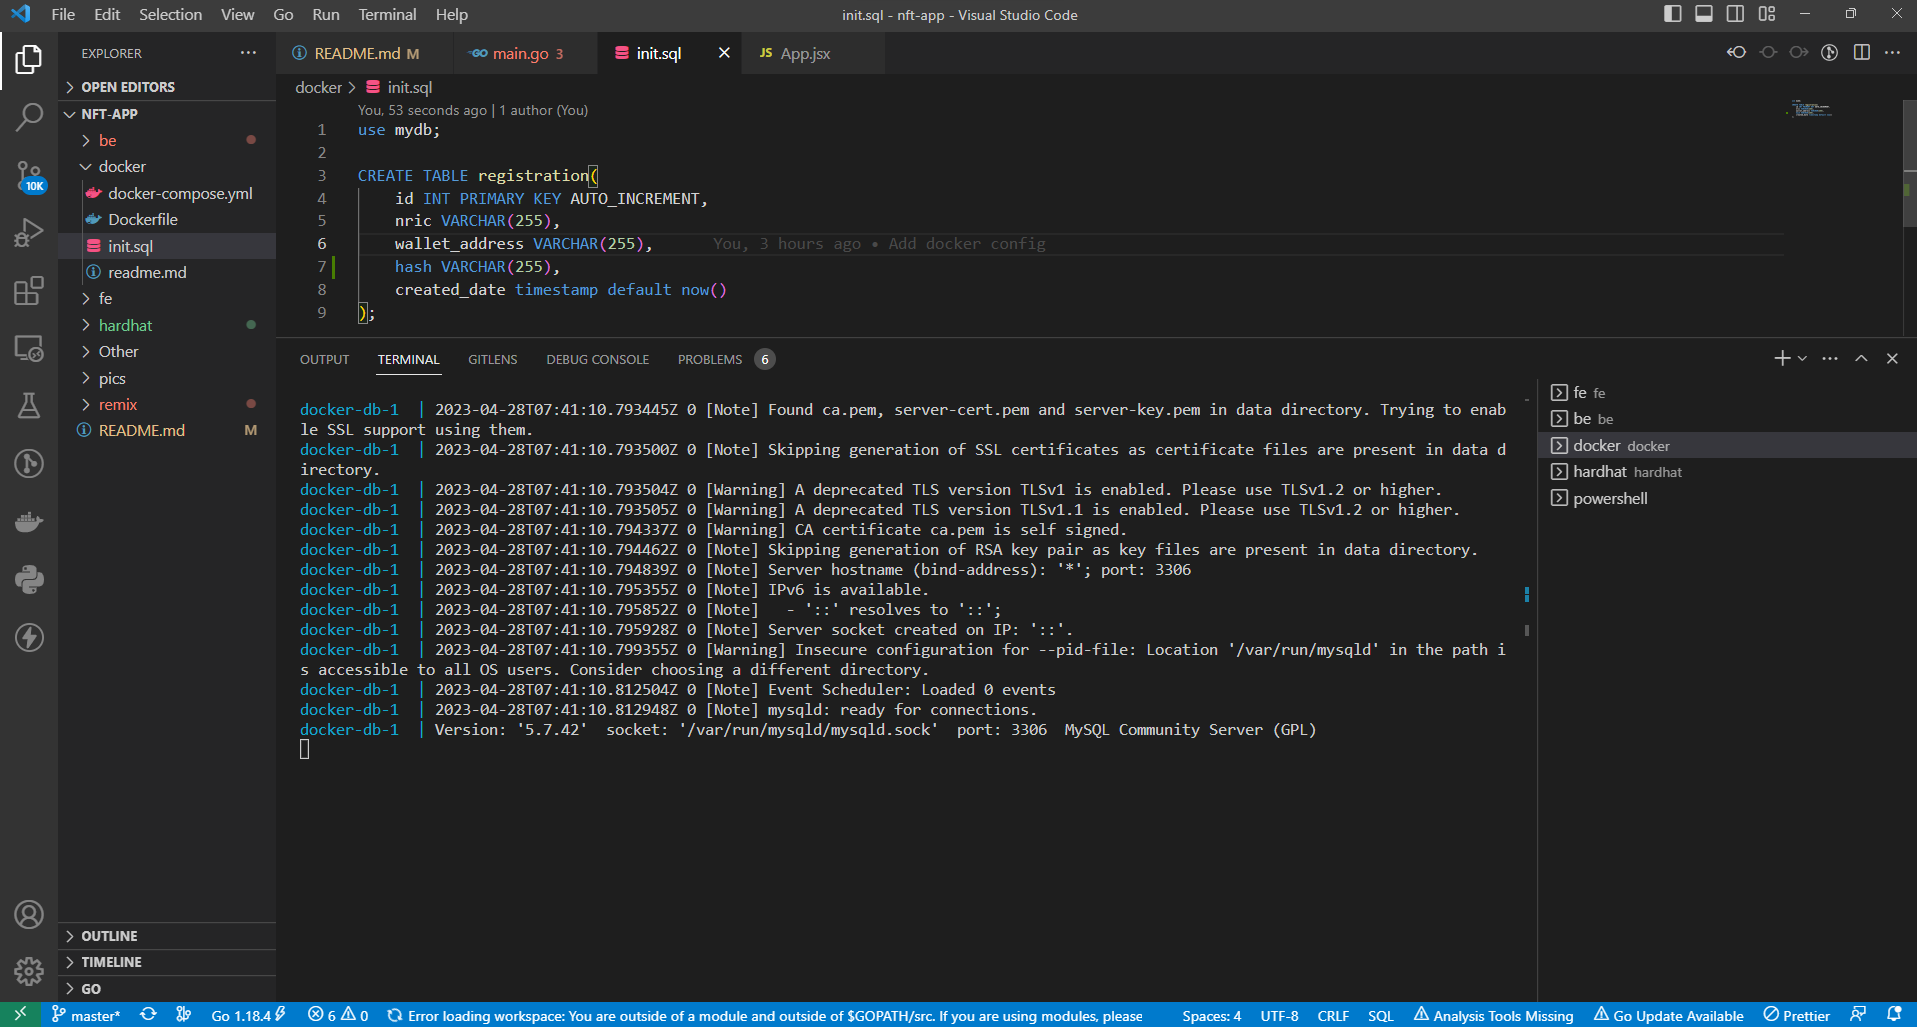 File Edit Selection View Go Run Terminal Help
init.sql - nft-app - Visual Studio Code
EXPLORER
README.md M
main.go 3
init.sql
JS App.jsx
OPEN EDITORS
NFT-APP
be
docker
docker-compose.yml
Dockerfile
init.sql
readme.md
fe
hardhat
Other
pics
remix
README.md M
10K
OUTLINE
TIMELINE
GO
docker > init.sql
You, 53 seconds ago | 1 author (You)
1 use mydb;
2
3 CREATE TABLE registration(
4 id INT PRIMARY KEY AUTO_INCREMENT,
5 nric VARCHAR(255),
6 wallet_address VARCHAR(255), You, 3 hours ago • Add docker config
7 hash VARCHAR(255),
8 created_date timestamp default now()
9 );
OUTPUT TERMINAL GITLENS DEBUG CONSOLE PROBLEMS 6
docker-db-1 | 2023-04-28T07:41:10.793445Z 0 [Note] Found ca.pem, server-cert.pem and server-key.pem in data directory. Trying to enab
le SSL support using them.
docker-db-1 | 2023-04-28T07:41:10.793500Z 0 [Note] Skipping generation of SSL certificates as certificate files are present in data d
irectory.
docker-db-1 | 2023-04-28T07:41:10.793504Z 0 [Warning] A deprecated TLS version TLSv1 is enabled. Please use TLSv1.2 or higher.
docker-db-1 | 2023-04-28T07:41:10.793505Z 0 [Warning] A deprecated TLS version TLSv1.1 is enabled. Please use TLSv1.2 or higher.
docker-db-1 | 2023-04-28T07:41:10.794337Z 0 [Warning] CA certificate ca.pem is self signed.
docker-db-1 | 2023-04-28T07:41:10.794462Z 0 [Note] Skipping generation of RSA key pair as key files are present in data directory.
docker-db-1 | 2023-04-28T07:41:10.794839Z 0 [Note] Server hostname (bind-address): '*'; port: 3306
docker-db-1 | 2023-04-28T07:41:10.795355Z 0 [Note] IPv6 is available.
docker-db-1 | 2023-04-28T07:41:10.795852Z 0 [Note]   - '::' resolves to '::';
docker-db-1 | 2023-04-28T07:41:10.795928Z 0 [Note] Server socket created on IP: '::'.
docker-db-1 | 2023-04-28T07:41:10.799355Z 0 [Warning] Insecure configuration for --pid-file: Location '/var/run/mysqld' in the path i
s accessible to all OS users. Consider choosing a different directory.
docker-db-1 | 2023-04-28T07:41:10.812504Z 0 [Note] Event Scheduler: Loaded 0 events
docker-db-1 | 2023-04-28T07:41:10.812948Z 0 [Note] mysqld: ready for connections.
docker-db-1 | Version: '5.7.42'  socket: '/var/run/mysqld/mysqld.sock'  port: 3306  MySQL Community Server (GPL)
fe fe
be be
docker docker
hardhat hardhat
powershell
master* Go 1.18.4 6 0 Error loading workspace: You are outside of a module and outside of $GOPATH/src. If you are using modules, please Spaces: 4 UTF-8 CRLF SQL Analysis Tools Missing Go Update Available Prettier